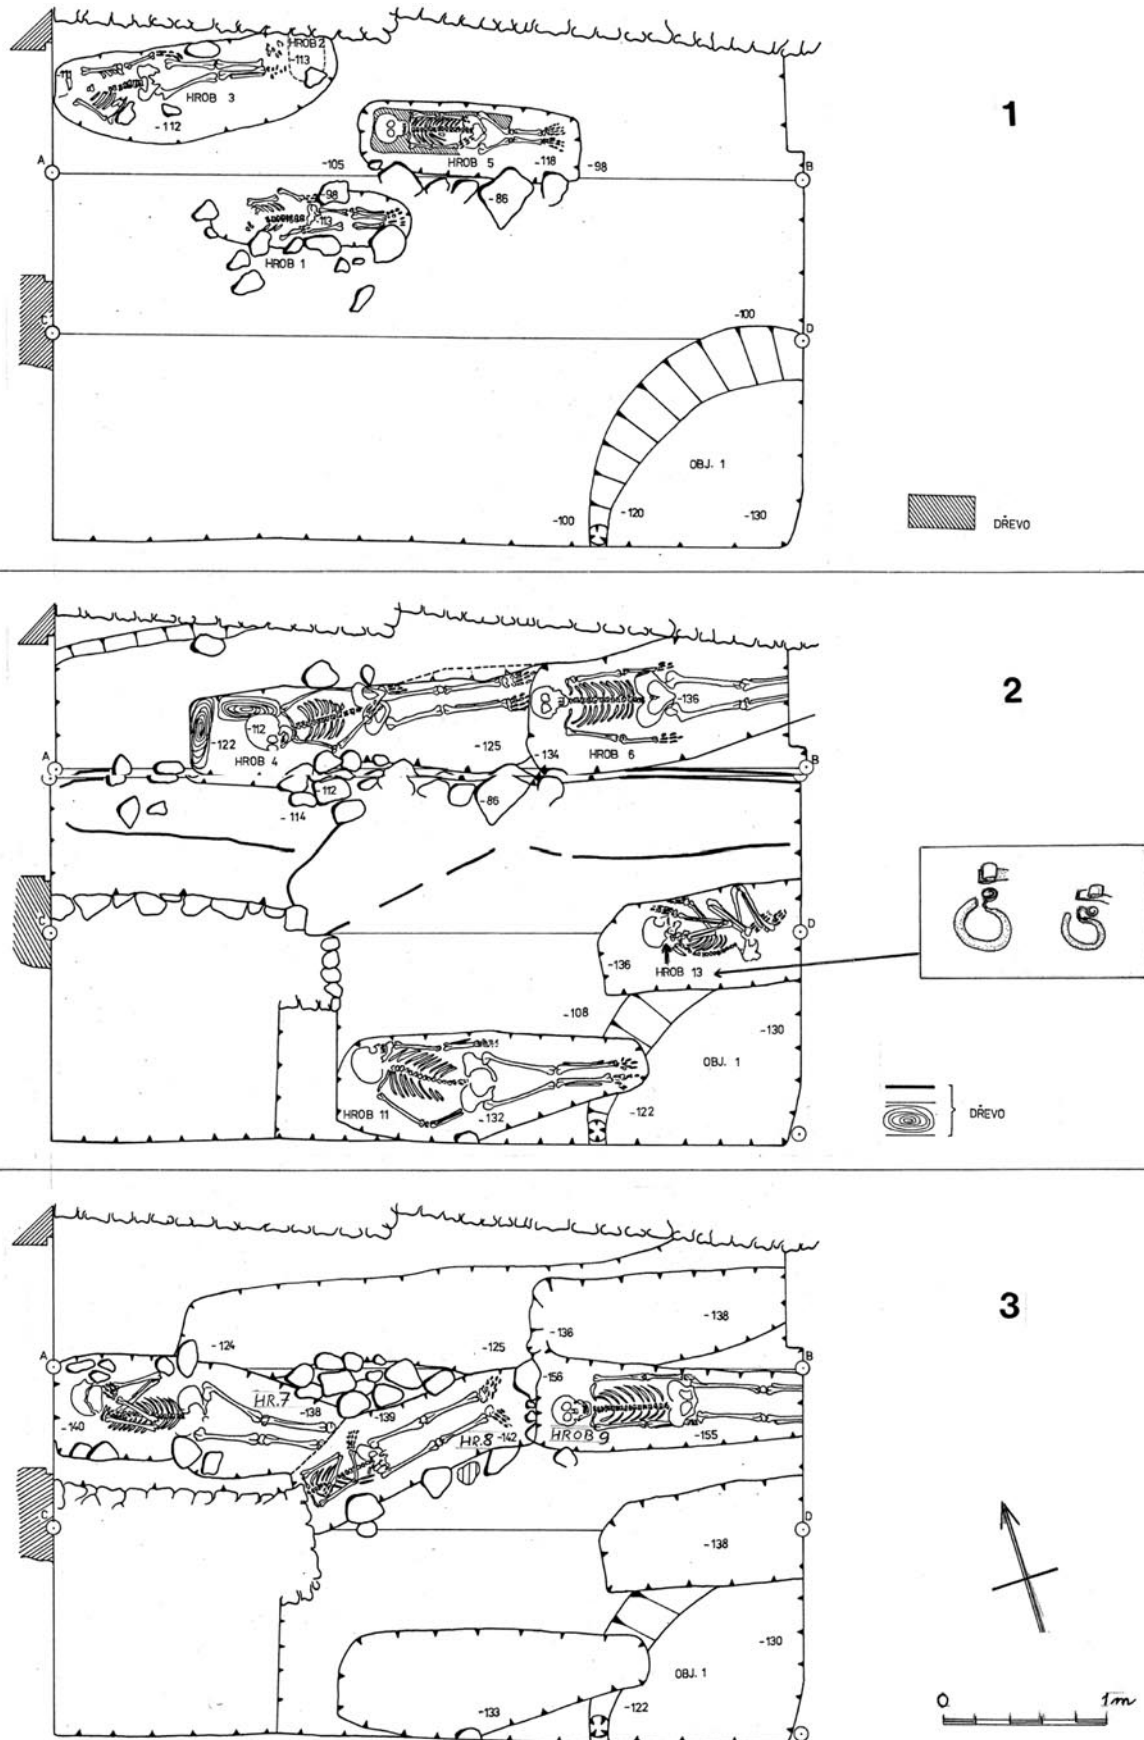 HROB 2
-113
-111
HROB 3
-112
1
A
-105
HROB 5
-118
-98
B
-86
-98
-113
HROB 1
C
-100
D
OBJ. 1
-100
-120
-130
DŘEVO
2
-136
-112
-122
HROB 4
-125
-134
HROB 6
A
B
-112
-86
-114
C
D
-136
HROB 13
-108
-130
OBJ. 1
HROB 11
-132
-122
DŘEVO
3
-138
-136
-124
-125
A
B
-156
HR.7
-138
-139
-140
HR.8
-142
HROB 9
-155
C
D
-138
-130
OBJ. 1
-133
-122
0
1m